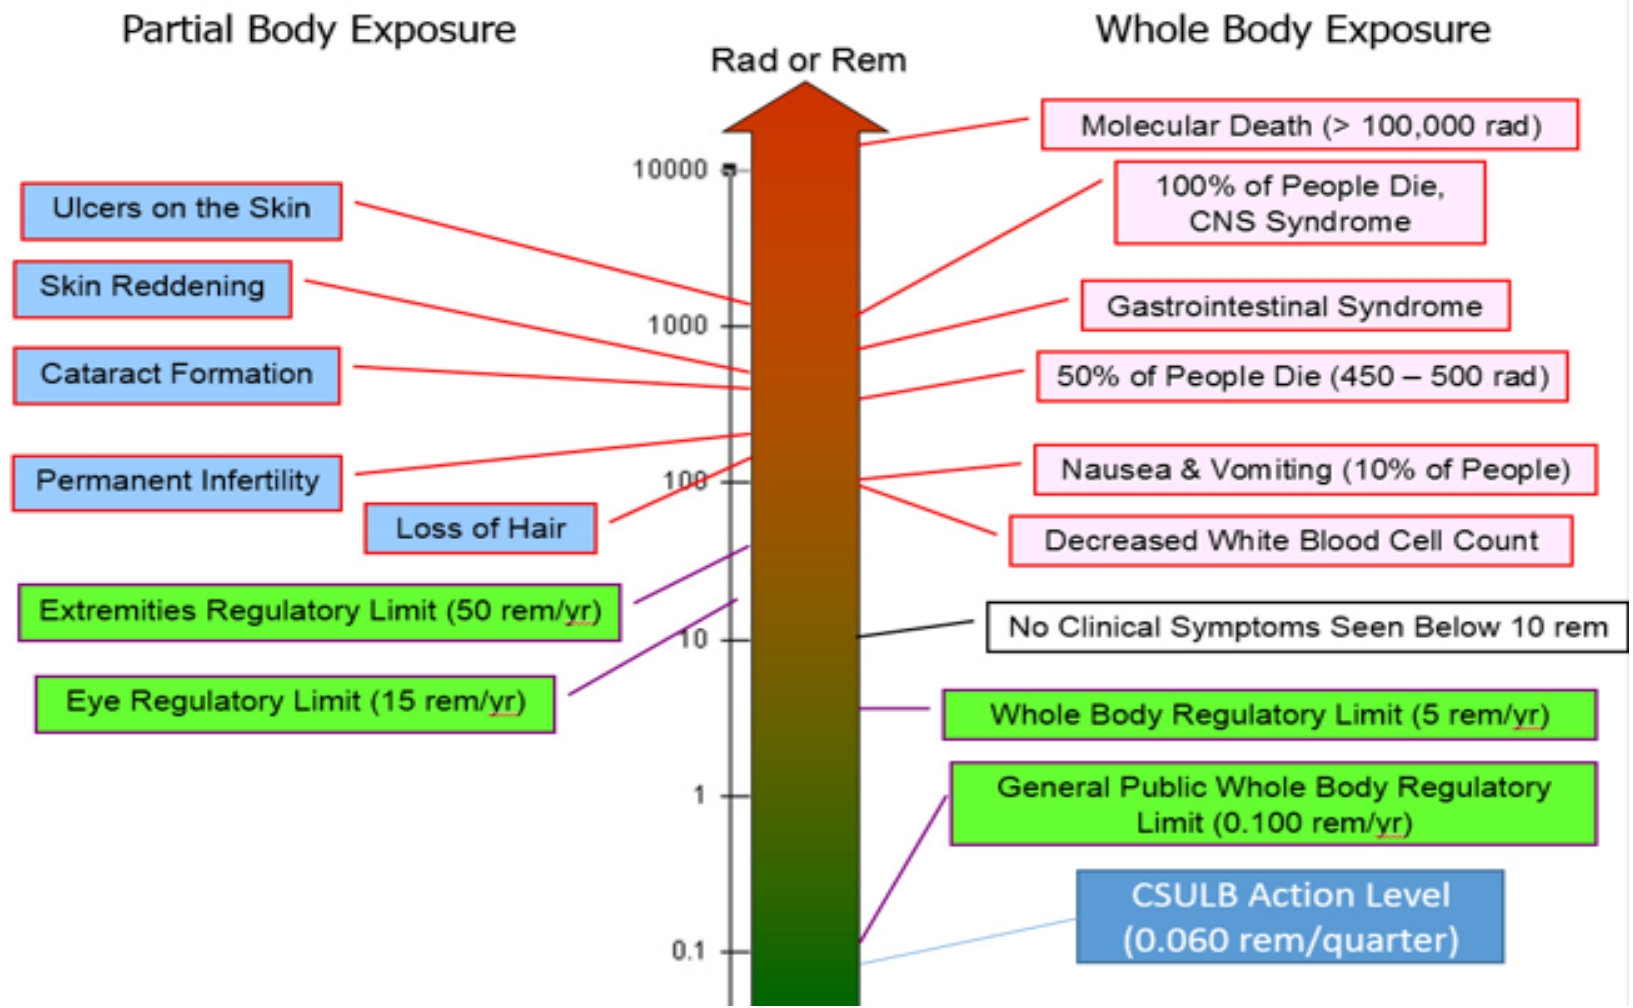 Partial Body Exposure
Whole Body Exposure
Rad or Rem
Molecular Death (> 100,000 rad)
10000
100% of People Die,
CNS Syndrome
Ulcers on the Skin
Skin Reddening
Gastrointestinal Syndrome
1000
Cataract Formation
50% of People Die (450 – 500 rad)
Nausea & Vomiting (10% of People)
Permanent Infertility
100
Loss of Hair
Decreased White Blood Cell Count
Extremities Regulatory Limit (50 rem/yr)
No Clinical Symptoms Seen Below 10 rem
10
Eye Regulatory Limit (15 rem/yr)
Whole Body Regulatory Limit (5 rem/yr)
General Public Whole Body Regulatory
Limit (0.100 rem/yr)
1
CSULB Action Level
(0.060 rem/quarter)
0.1